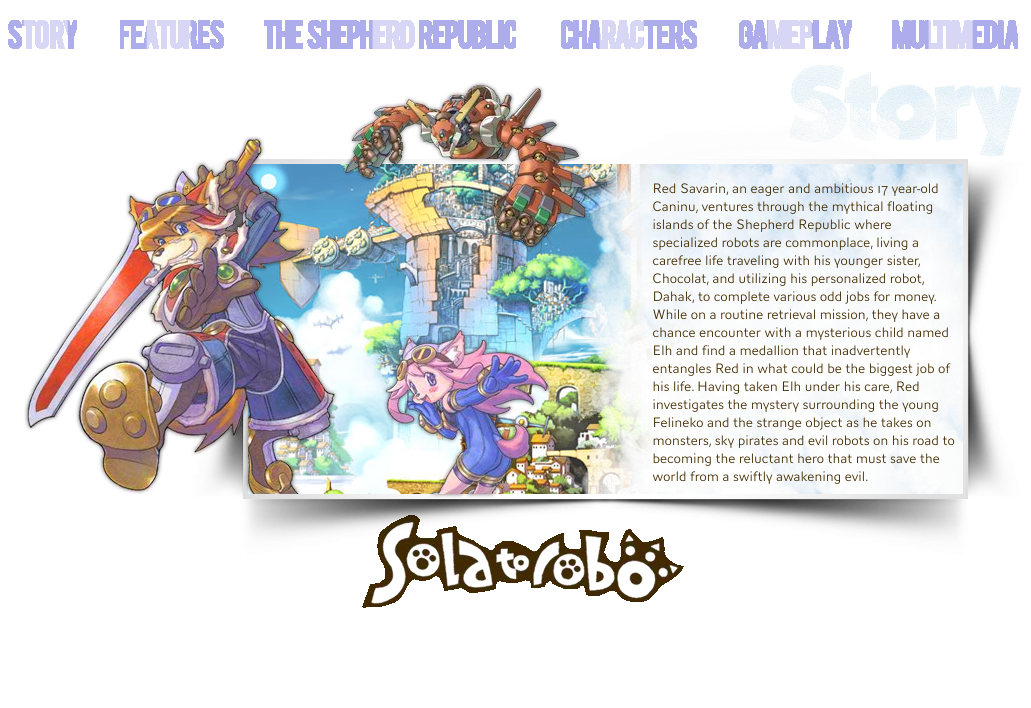 STORY FEATURES THE SHEPHERD REPUBLIC CHARACTERS GAMEPLAY MULTIMEDIA
Story
Red Savarin, an eager and ambitious 17 year-old
Caninu, ventures through the mythical floating
islands of the Shepherd Republic where
specialized robots are commonplace, living a
carefree life traveling with his younger sister,
Chocolat, and utilizing his personalized robot,
Dahak, to complete various odd jobs for money.
While on a routine retrieval mission, they have a
chance encounter with a mysterious child named
Elh and find a medallion that inadvertently
entangles Red in what could be the biggest job of
his life. Having taken Elh under his care, Red
investigates the mystery surrounding the young
Felineko and the strange object as he takes on
monsters, sky pirates and evil robots on his road to
becoming the reluctant hero that must save the
world from a swiftly awakening evil.
Solatorobo